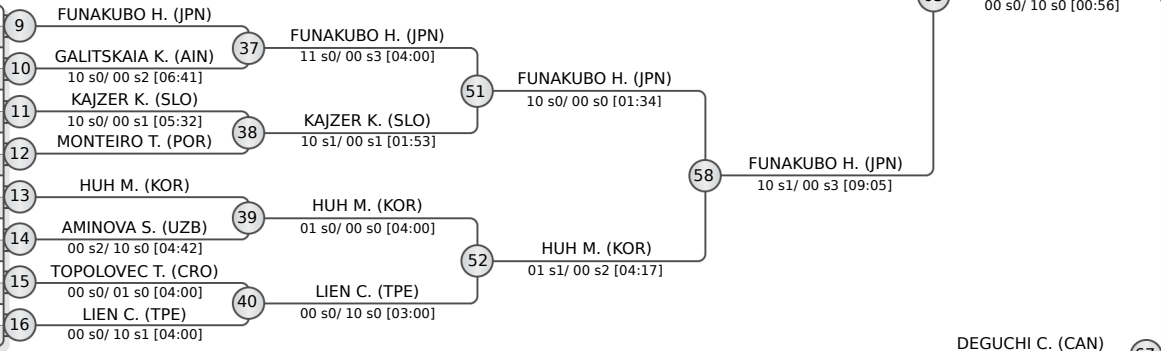 9
FUNAKUBO H. (JPN)
10
GALITSKAIA K. (AIN)
10 s0/ 00 s2 [06:41]
11
KAJZER K. (SLO)
10 s0/ 00 s1 [05:32]
12
MONTEIRO T. (POR)
13
HUH M. (KOR)
14
AMINOVA S. (UZB)
00 s2/ 10 s0 [04:42]
15
TOPOLOVEC T. (CRO)
00 s0/ 01 s0 [04:00]
16
LIEN C. (TPE)
00 s0/ 10 s1 [04:00]
37
FUNAKUBO H. (JPN)
11 s0/ 00 s3 [04:00]
38
KAJZER K. (SLO)
10 s1/ 00 s1 [01:53]
39
HUH M. (KOR)
01 s0/ 00 s0 [04:00]
40
LIEN C. (TPE)
00 s0/ 10 s0 [03:00]
51
FUNAKUBO H. (JPN)
10 s0/ 00 s0 [01:34]
52
HUH M. (KOR)
01 s1/ 00 s2 [04:17]
58
FUNAKUBO H. (JPN)
10 s1/ 00 s3 [09:05]
00 s0/ 10 s0 [00:56]
DEGUCHI C. (CAN)